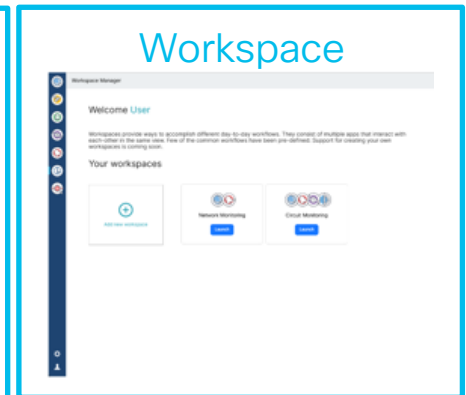 Workspace
Workspace Manager
Welcome User
Workspaces provide ways to accomplish different day-to-day workflows. They consist of multiple apps that interact with
each-other in the same view. Few of the common workflows have been pre-defined. Support for creating your own
workspaces is coming soon.
Your workspaces
Add new workspace
Network Monitoring
Circuit Monitoring
Launch
Launch